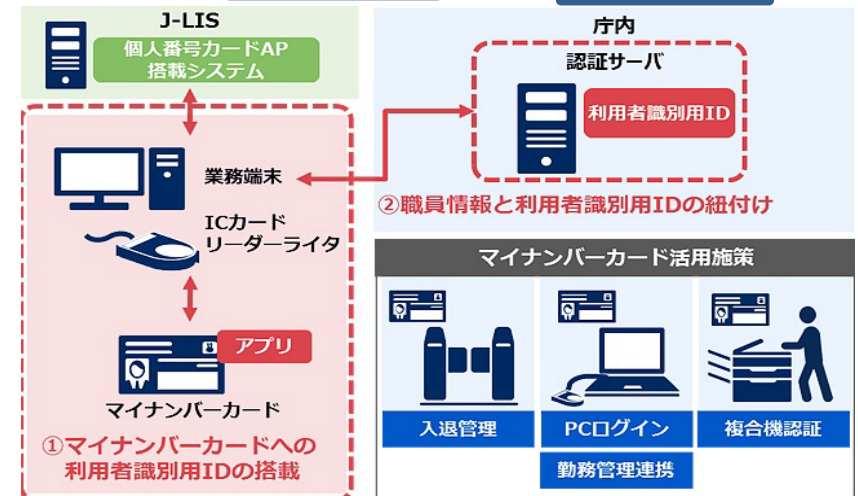 J-LIS
個人番号カードAP
搭載システム
業務端末
ICカード
リーダーライタ
アプリ
マイナンバーカード
①マイナンバーカードへの
利用者識別用IDの搭載
庁内
認証サーバ
利用者識別用ID
②職員情報と利用者識別用IDの紐付け
マイナンバーカード活用施策
入退管理
PCログイン
勤務管理連携
複合機認証